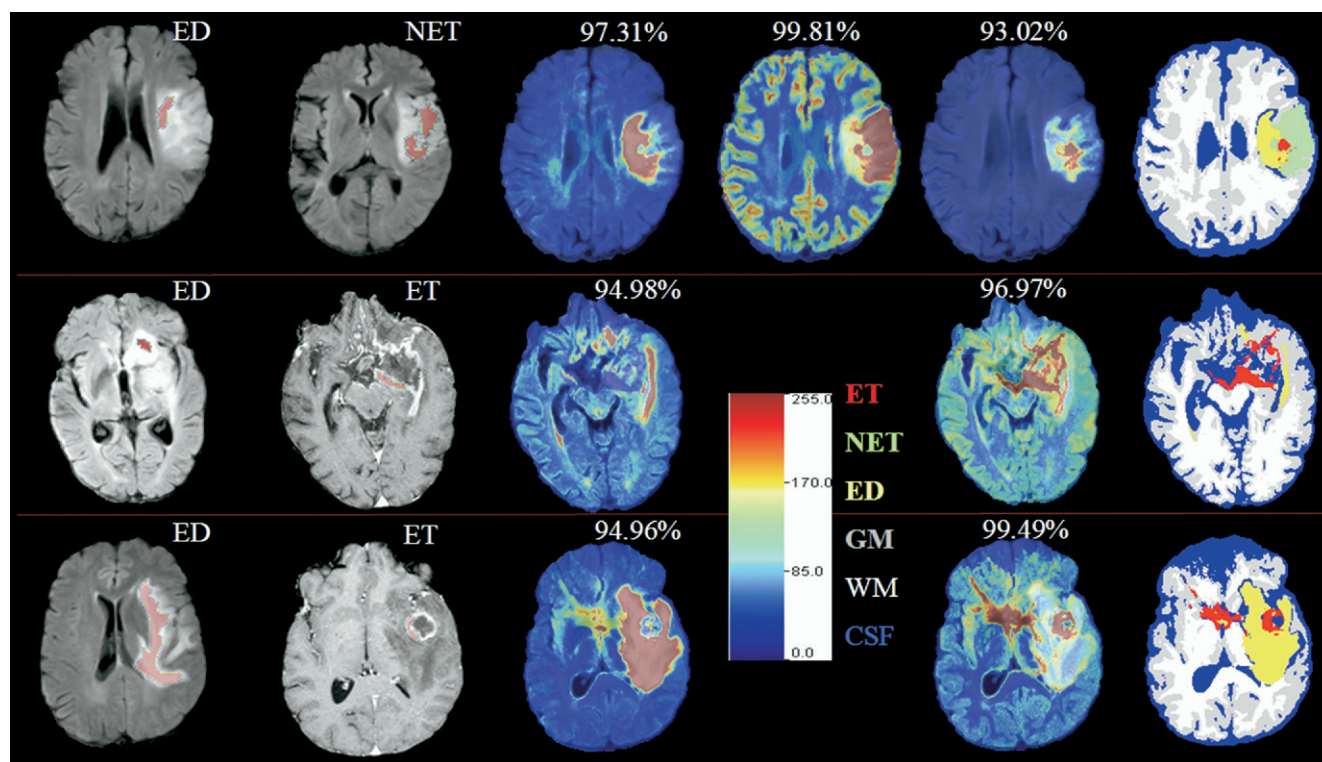 ED NET 97.31% 99.81% 93.02%
ED ET 94.98% 96.97%
255.0
170.0
85.0
0.0
ET
NET
ED
GM
WM
CSF
ED ET 94.96% 99.49%